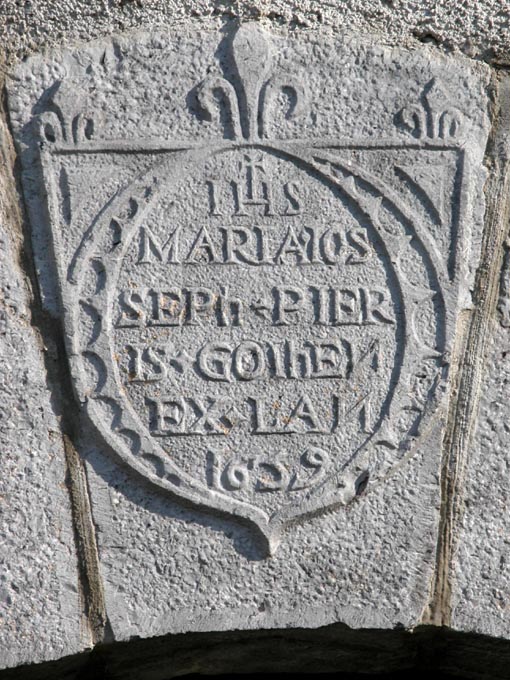 IHS
MARIA·IOS
SEPh·PIER
IS·GOIhEN
EX·LAN
1659